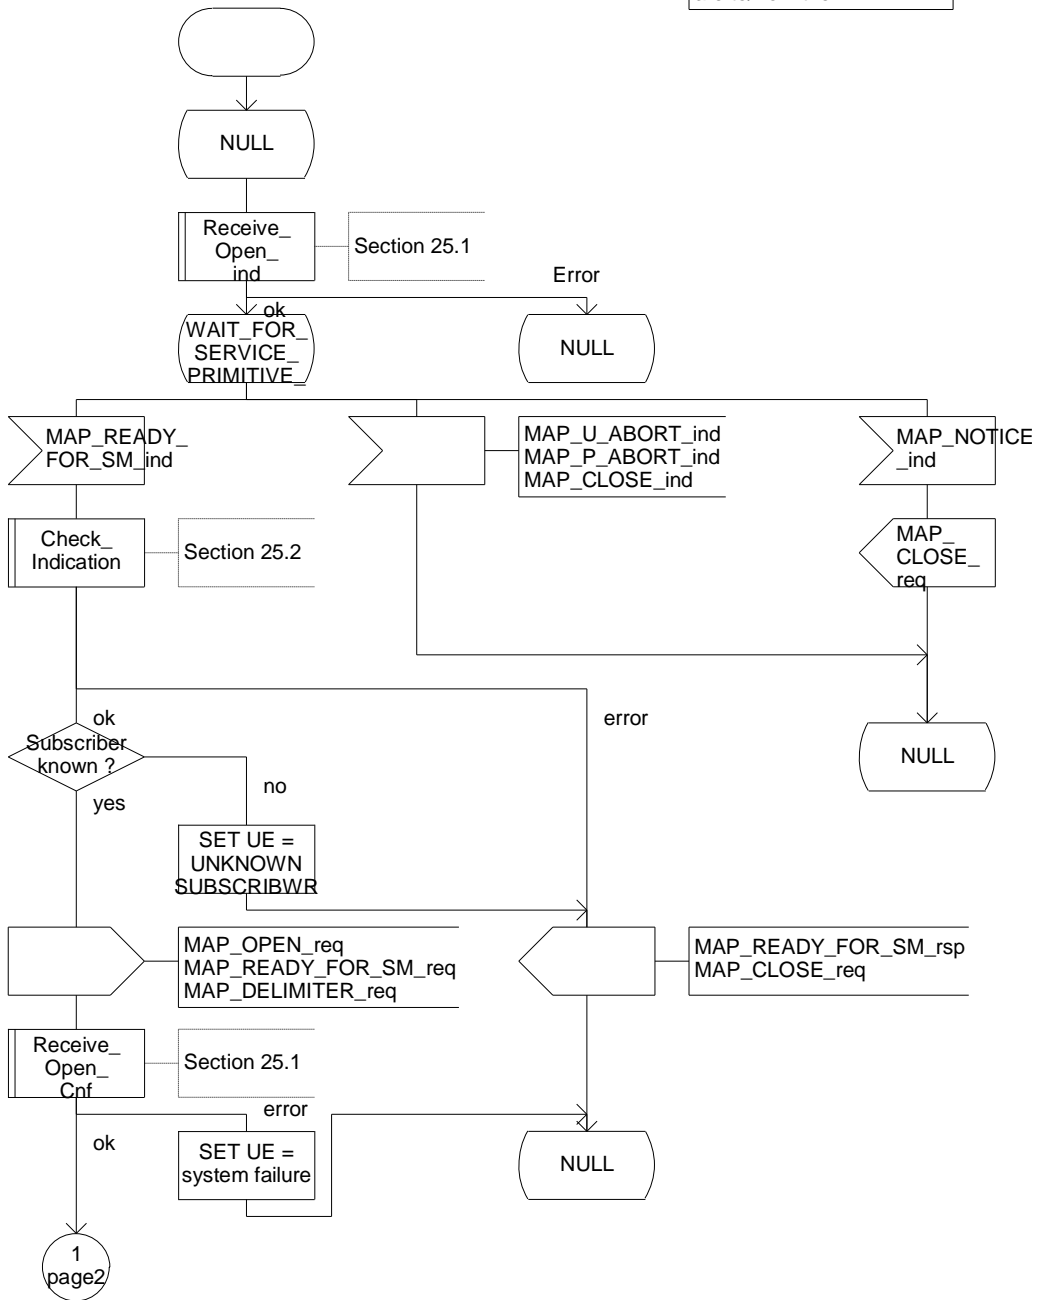 NULL
Receive_
Open_
ind
Section 25.1
Error
ok
WAIT_FOR_
SERVICE_
PRIMITIVE_
NULL
MAP_READY_
FOR_SM_ind
MAP_U_ABORT_ind
MAP_P_ABORT_ind
MAP_CLOSE_ind
MAP_NOTICE
_ind
Check_
Indication
Section 25.2
MAP_
CLOSE_
req
ok
error
Subscriber
known ?
NULL
no
yes
SET UE =
UNKNOWN
SUBSCRIBWR
MAP_OPEN_req
MAP_READY_FOR_SM_req
MAP_DELIMITER_req
MAP_READY_FOR_SM_rsp
MAP_CLOSE_req
Receive_
Open_
Cnf
Section 25.1
error
ok
SET UE =
system failure
NULL
1
page2